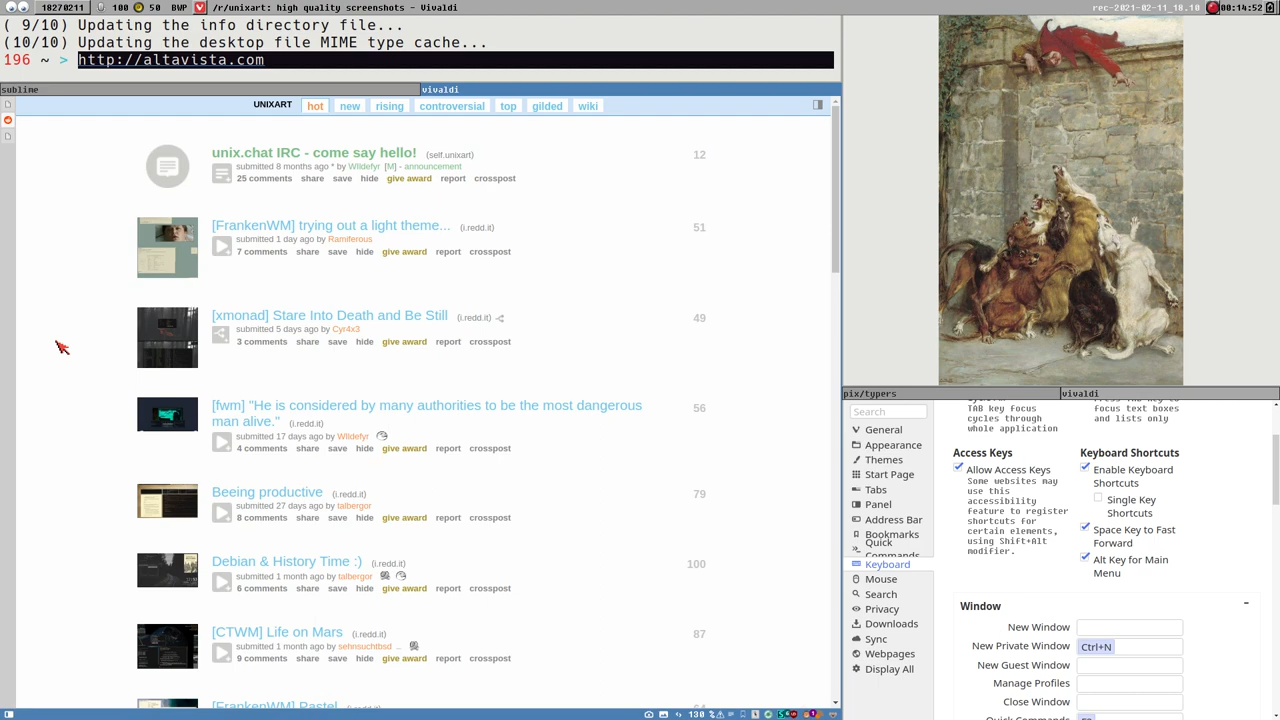 18270211 100 50 BWP /r/unixart: high quality screenshots - Vivaldi rec-2021-02-11_18.10 00:14:52
( 9/10) Updating the info directory file...
(10/10) Updating the desktop file MIME type cache...
196 ~ > http://altavista.com
sublime vivaldi
UNIXART hot new rising controversial top gilded wiki
unix.chat IRC - come say hello! (self.unixart) 12
submitted 8 months ago * by Wildefyr [M] - announcement
25 comments share save hide give award report crosspost
[FrankenWM] trying out a light theme... (i.redd.it) 51
submitted 1 day ago by Ramiferous
7 comments share save hide give award report crosspost
[xmonad] Stare Into Death and Be Still (i.redd.it) 49
submitted 5 days ago by Cyr4x3
3 comments share save hide give award report crosspost
[fwm] "He is considered by many authorities to be the most dangerous 56
man alive." (i.redd.it)
submitted 17 days ago by Wildefyr
4 comments share save hide give award report crosspost
Beeing productive (i.redd.it) 79
submitted 27 days ago by talbergor
8 comments share save hide give award report crosspost
Debian & History Time :) (i.redd.it) 100
submitted 1 month ago by talbergor
6 comments share save hide give award report crosspost
[CTWM] Life on Mars (i.redd.it) 87
submitted 1 month ago by sehnsuchtbsd ...
9 comments share save hide give award report crosspost
[FrankenWM] Pastel (i.redd.it)
130 %
pix/typers vivaldi
Search
General
Appearance
Themes
Start Page
Tabs
Panel
Address Bar
Bookmarks
Quick
Commands
Keyboard
Mouse
Search
Privacy
Downloads
Sync
Webpages
Display All
TAB key focus
cycles through
whole application
focus text boxes
and lists only
Access Keys
Allow Access Keys
Some websites may
use this
accessibility
feature to register
shortcuts for
certain elements,
using Shift+Alt
modifier.
Keyboard Shortcuts
Enable Keyboard
Shortcuts
Single Key
Shortcuts
Space Key to Fast
Forward
Alt Key for Main
Menu
Window −
New Window
New Private Window Ctrl+N
New Guest Window
Manage Profiles
Close Window
Quick Commands